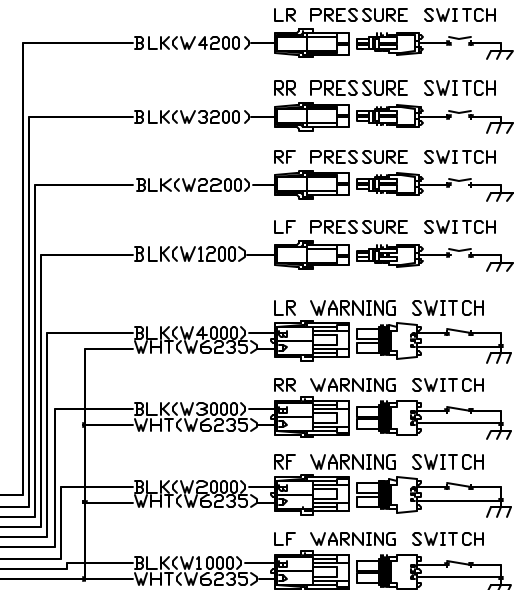 LR PRESSURE SWITCH
BLK(W4200)
RR PRESSURE SWITCH
BLK(W3200)
RF PRESSURE SWITCH
BLK(W2200)
LF PRESSURE SWITCH
BLK(W1200)
LR WARNING SWITCH
BLK(W4000)
WHT(W6235)
RR WARNING SWITCH
BLK(W3000)
WHT(W6235)
RF WARNING SWITCH
BLK(W2000)
WHT(W6235)
LF WARNING SWITCH
BLK(W1000)
WHT(W6235)